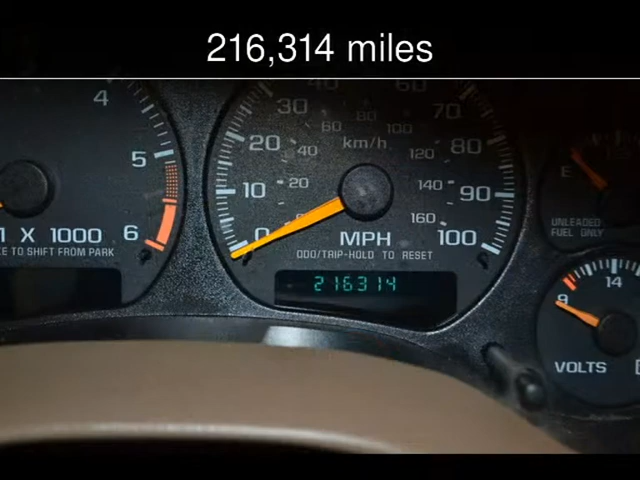 216,314 miles
4
5
6
1 X 1000
CE TO SHIFT FROM PARK
0
10
20
30
40
60
70
80
90
100
20
40
60
80
100
120
140
160
km/h
MPH
ODO/TRIP-HOLD TO RESET
216314
E
UNLEADED
FUEL ONLY
9
14
VOLTS